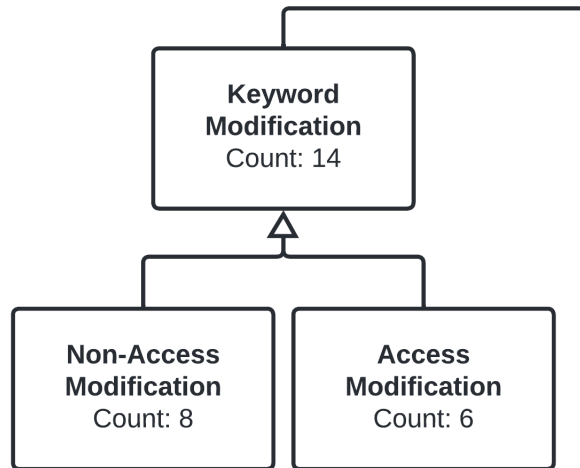 Keyword
Modification
Count: 14
Non-Access
Modification
Count: 8
Access
Modification
Count: 6